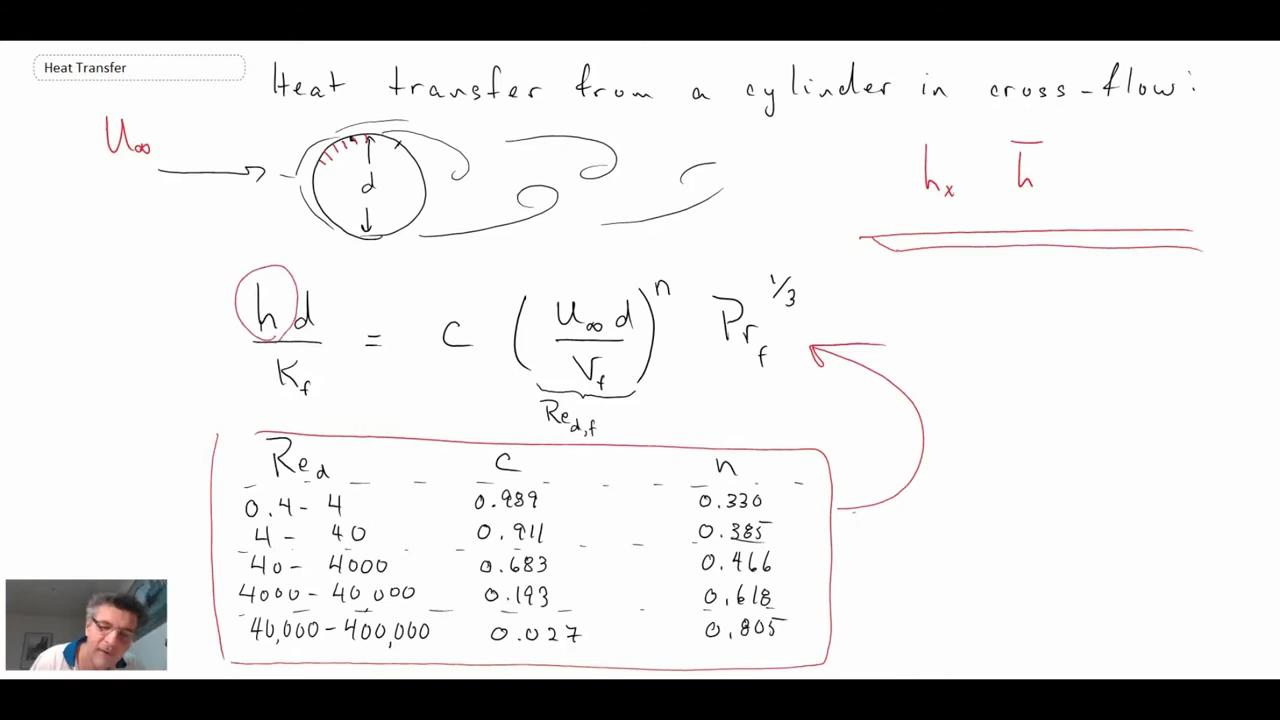 Heat Transfer
Heat transfer from a cylinder in cross-flow:
U∞
d
hx h̅
h d / Kf = C (U∞ d / Vf)^n Prf^1/3
Red,f
Red C n
0.4 - 4 0.989 0.330
4 - 40 0.911 0.385
40 - 4000 0.683 0.466
4000 - 40 000 0.193 0.618
40,000 - 400,000 0.027 0.805